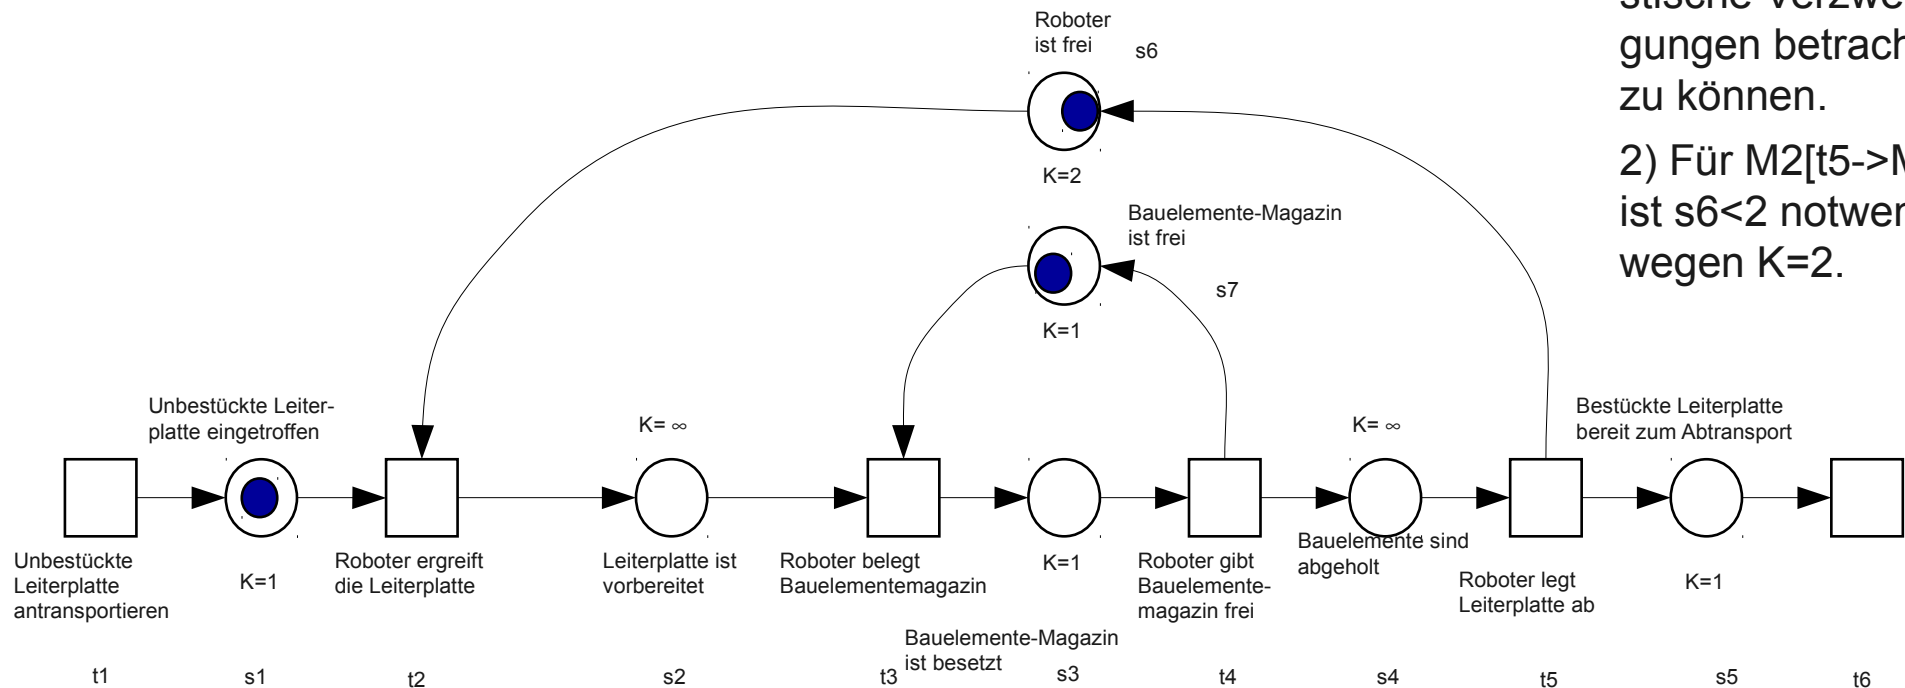 stische Verzwei-
gungen betrach
zu können.
2) Für M2[t5->M
ist s6<2 notwen
wegen K=2.
Roboter
ist frei
s6
K=2
Bauelemente-Magazin
ist frei
s7
K=1
Unbestückte Leiter-
platte eingetroffen
K= ∞
K= ∞
Bestückte Leiterplatte
bereit zum Abtransport
Unbestückte
Leiterplatte
antransportieren
K=1
Roboter ergreift
die Leiterplatte
Leiterplatte ist
vorbereitet
Roboter belegt
Bauelementemagazin
K=1
Roboter gibt
Bauelemente-
magazin frei
Bauelemente sind
abgeholt
Roboter legt
Leiterplatte ab
K=1
Bauelemente-Magazin
ist besetzt
t1
s1
t2
s2
t3
s3
t4
s4
t5
s5
t6